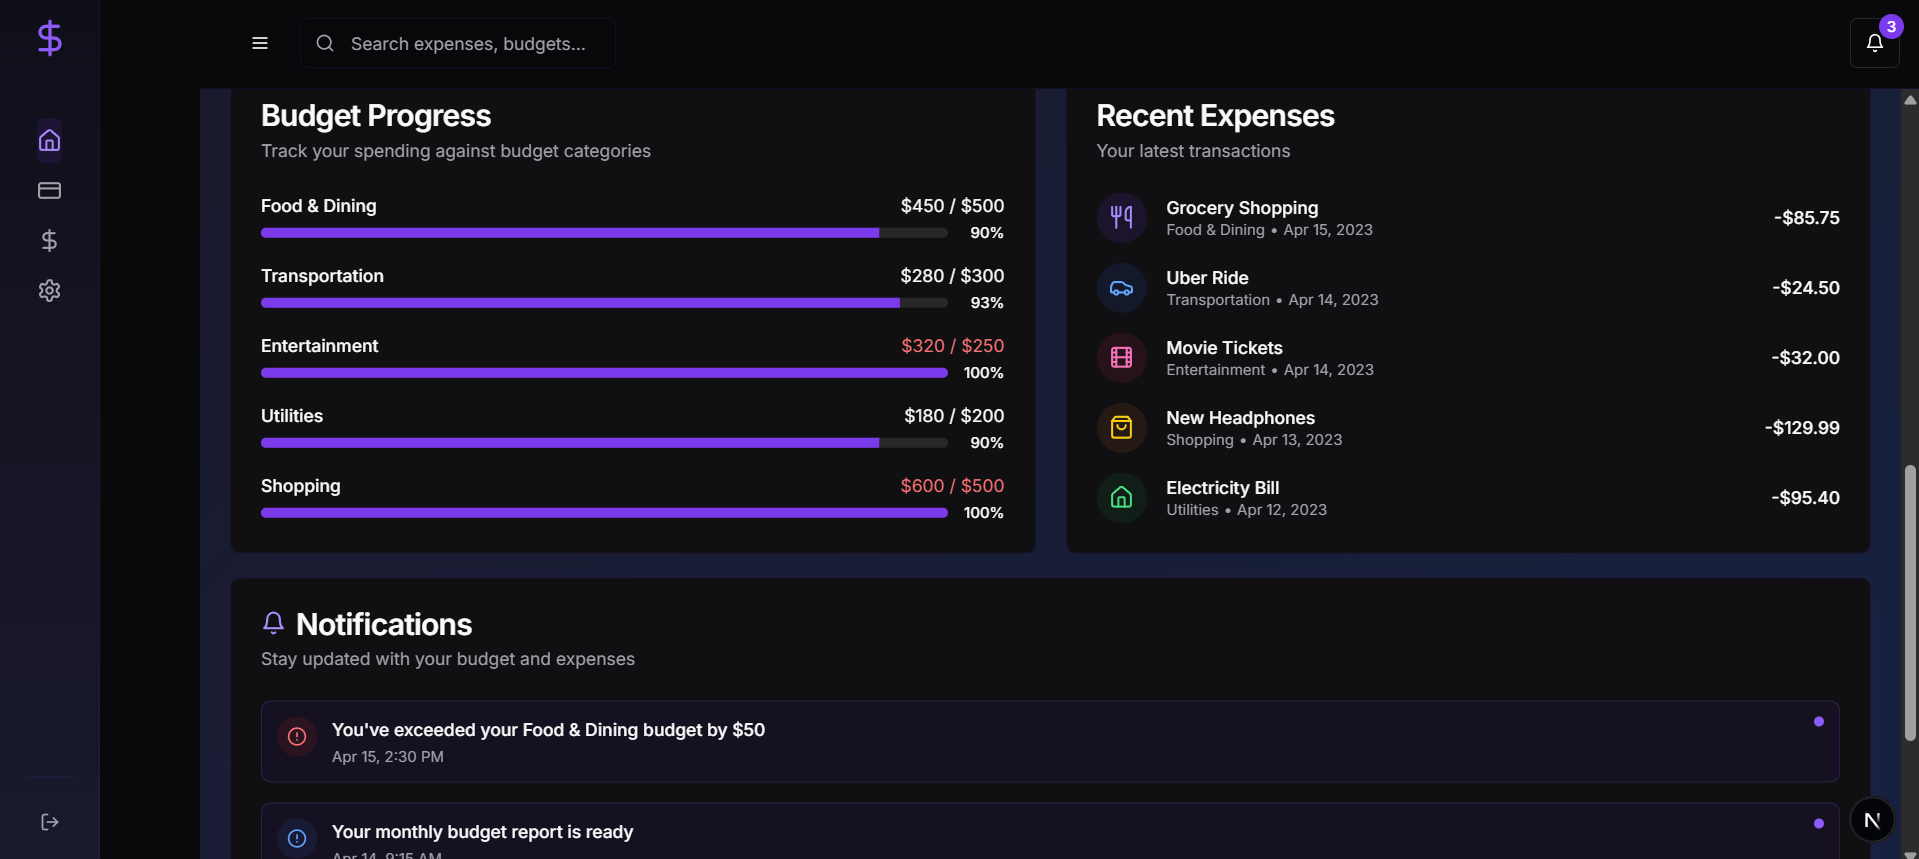 Search expenses, budgets...
3
Budget Progress
Track your spending against budget categories
Food & Dining
$450 / $500
90%
Transportation
$280 / $300
93%
Entertainment
$320 / $250
100%
Utilities
$180 / $200
90%
Shopping
$600 / $500
100%
Recent Expenses
Your latest transactions
Grocery Shopping
-$85.75
Food & Dining • Apr 15, 2023
Uber Ride
-$24.50
Transportation • Apr 14, 2023
Movie Tickets
-$32.00
Entertainment • Apr 14, 2023
New Headphones
-$129.99
Shopping • Apr 13, 2023
Electricity Bill
-$95.40
Utilities • Apr 12, 2023
Notifications
Stay updated with your budget and expenses
You've exceeded your Food & Dining budget by $50
Apr 15, 2:30 PM
Your monthly budget report is ready
Apr 14, 9:15 AM
N